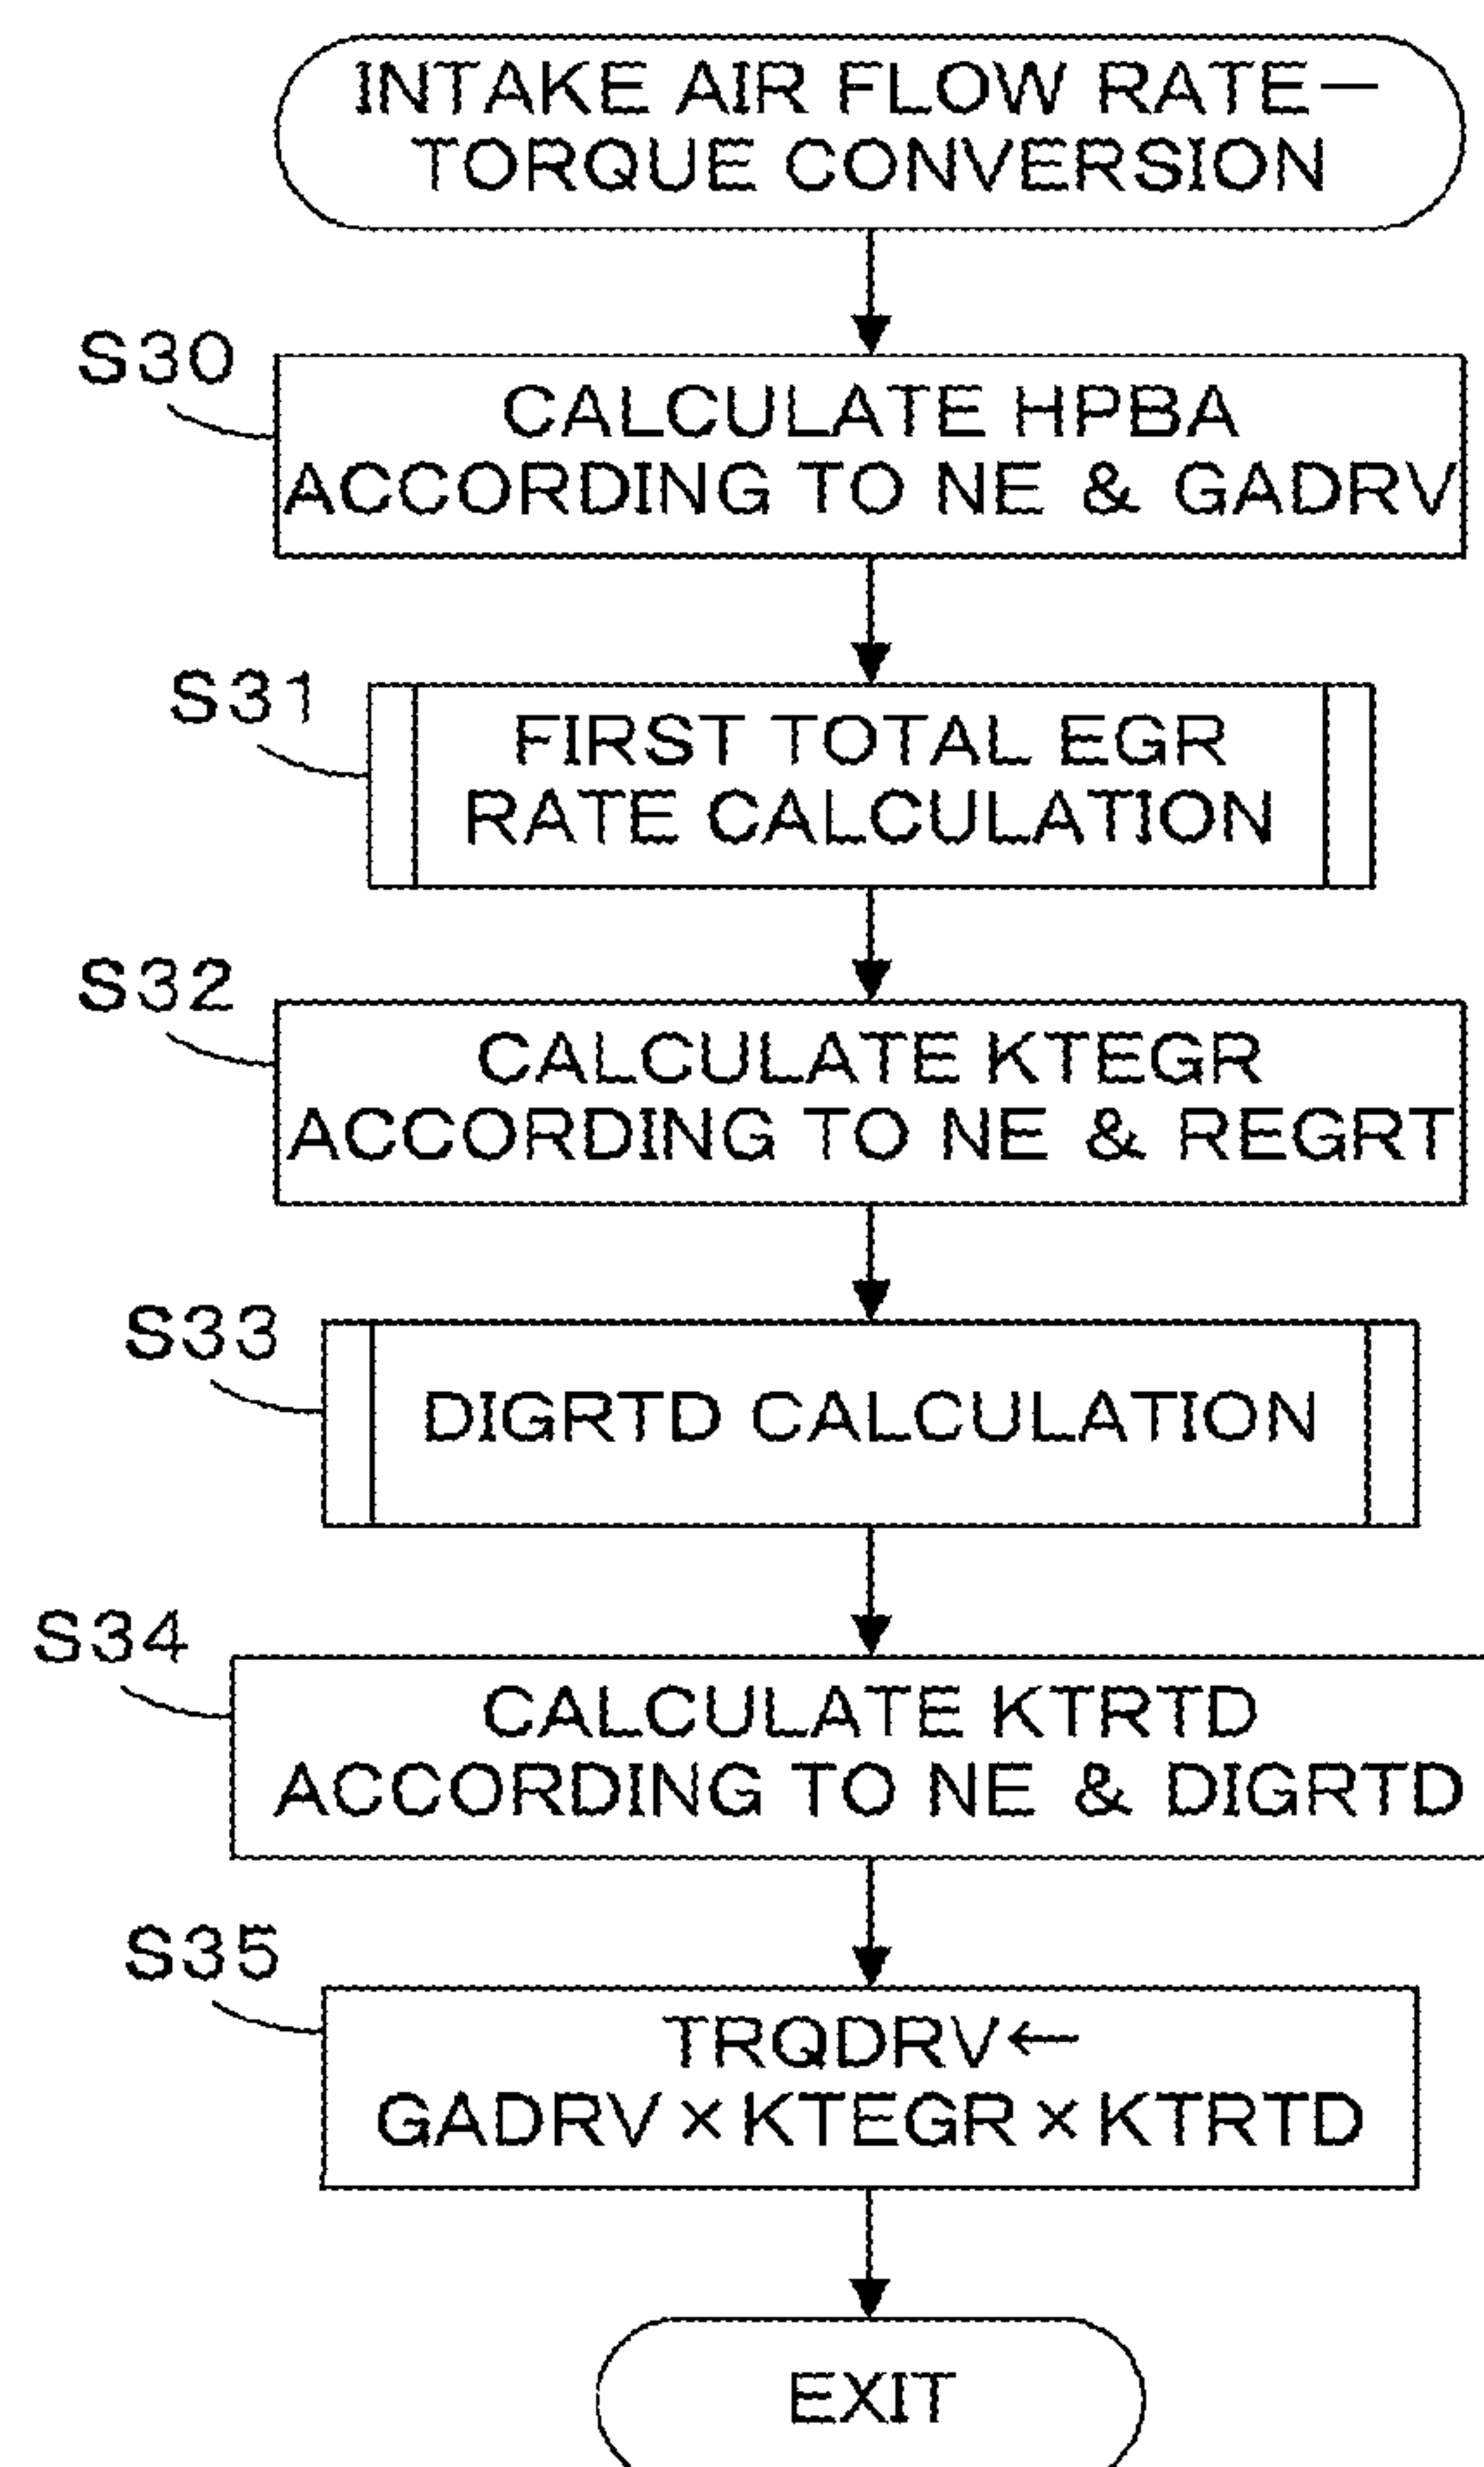 INTAKE AIR FLOW RATE—
TORQUE CONVERSION
S30
CALCULATE HPBA
ACCORDING TO NE & GADRV
S31
FIRST TOTAL EGR
RATE CALCULATION
S32
CALCULATE KTEGR
ACCORDING TO NE & REGRT
S33
DIGRTD CALCULATION
S34
CALCULATE KTRTD
ACCORDING TO NE & DIGRTD
S35
TRQDRV←
GADRV×KTEGR×KTRTD
EXIT